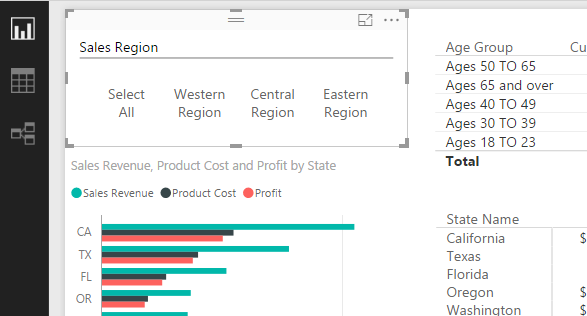 Sales Region
Select All
Western Region
Central Region
Eastern Region
Sales Revenue, Product Cost and Profit by State
Sales Revenue Product Cost Profit
CA
TX
FL
OR
Age Group Cu
Ages 50 TO 65
Ages 65 and over
Ages 40 TO 49
Ages 30 TO 39
Ages 18 TO 23
Total
State Name
California $
Texas
Florida
Oregon $
Washington $